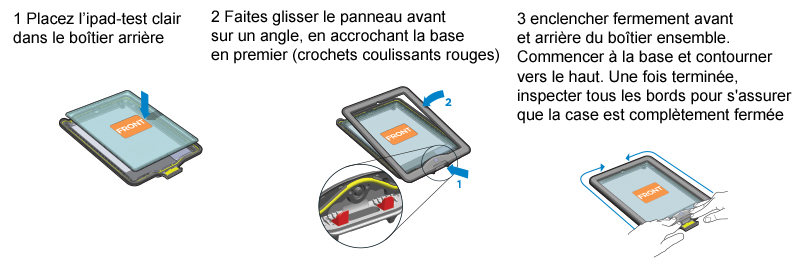 1 Placez l’ipad-test clair
dans le boîtier arrière
FRONT
2 Faites glisser le panneau avant
sur un angle, en accrochant la base
en premier (crochets coulissants rouges)
2
FRONT
1
3 enclencher fermement avant
et arrière du boîtier ensemble.
Commencer à la base et contourner
vers le haut. Une fois terminée,
inspecter tous les bords pour s'assurer
que la case est complètement fermée
FRONT